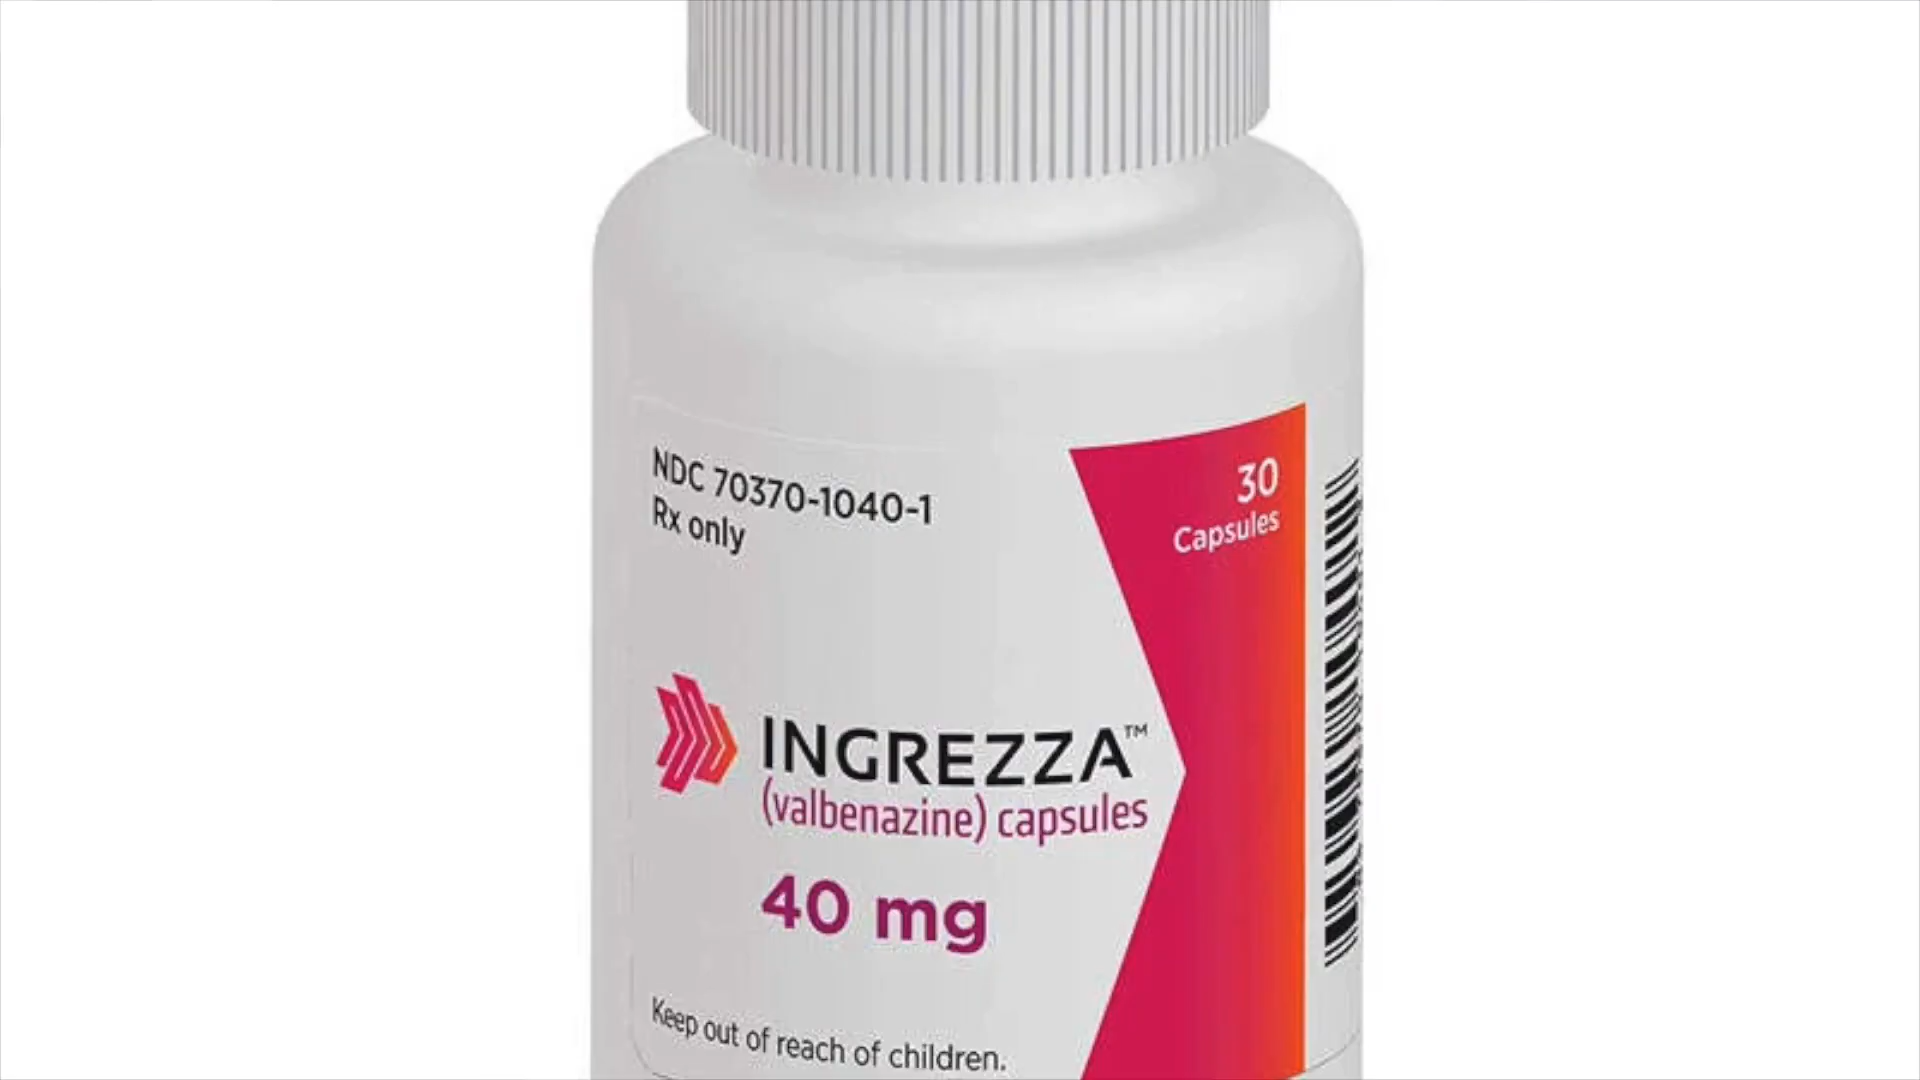 NDC 70370-1040-1
Rx only
30
Capsules
INGREZZA™
(valbenazine) capsules
40 mg
Keep out of reach of children.